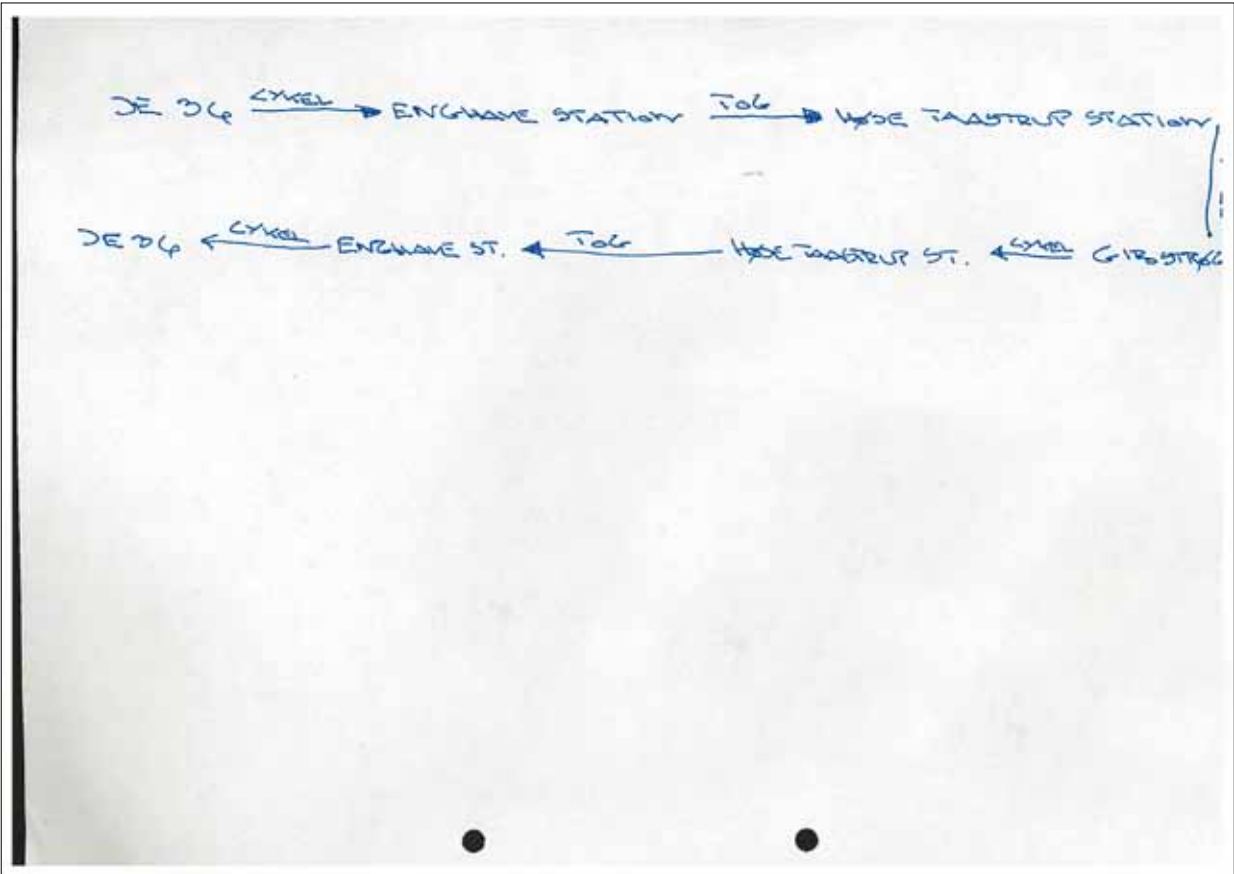 DE 36 CYKEL ENGHAVE STATION TOG HØJE TAASTRUP STATION
DE 36 CYKEL ENGHAVE ST. TOG HØJE TAASTRUP ST. CYKEL GIROSTRØG